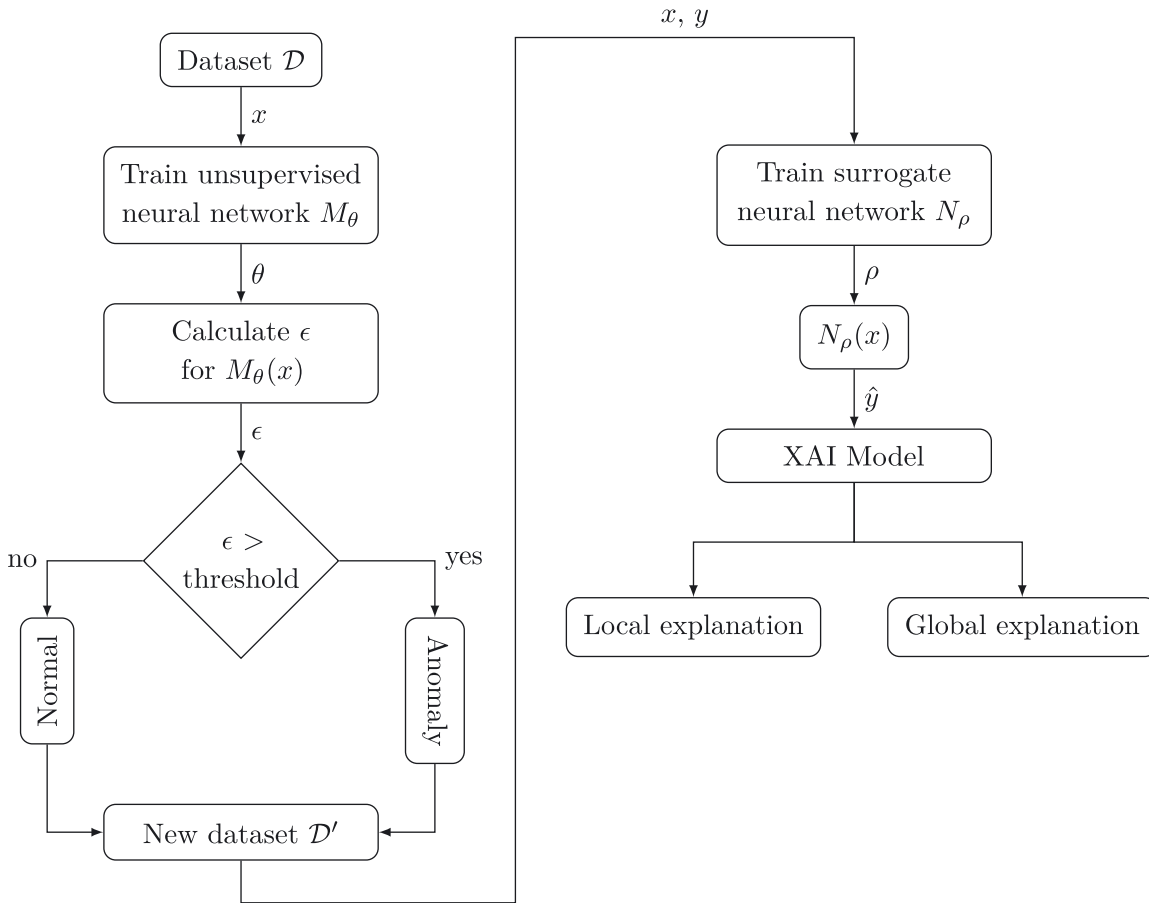 Dataset 𝒟
x
Train unsupervised
neural network M_θ
θ
Calculate ϵ
for M_θ(x)
ϵ
ϵ >
threshold
no
yes
Normal
Anomaly
New dataset 𝒟′
x, y
Train surrogate
neural network N_ρ
ρ
N_ρ(x)
ŷ
XAI Model
Local explanation
Global explanation